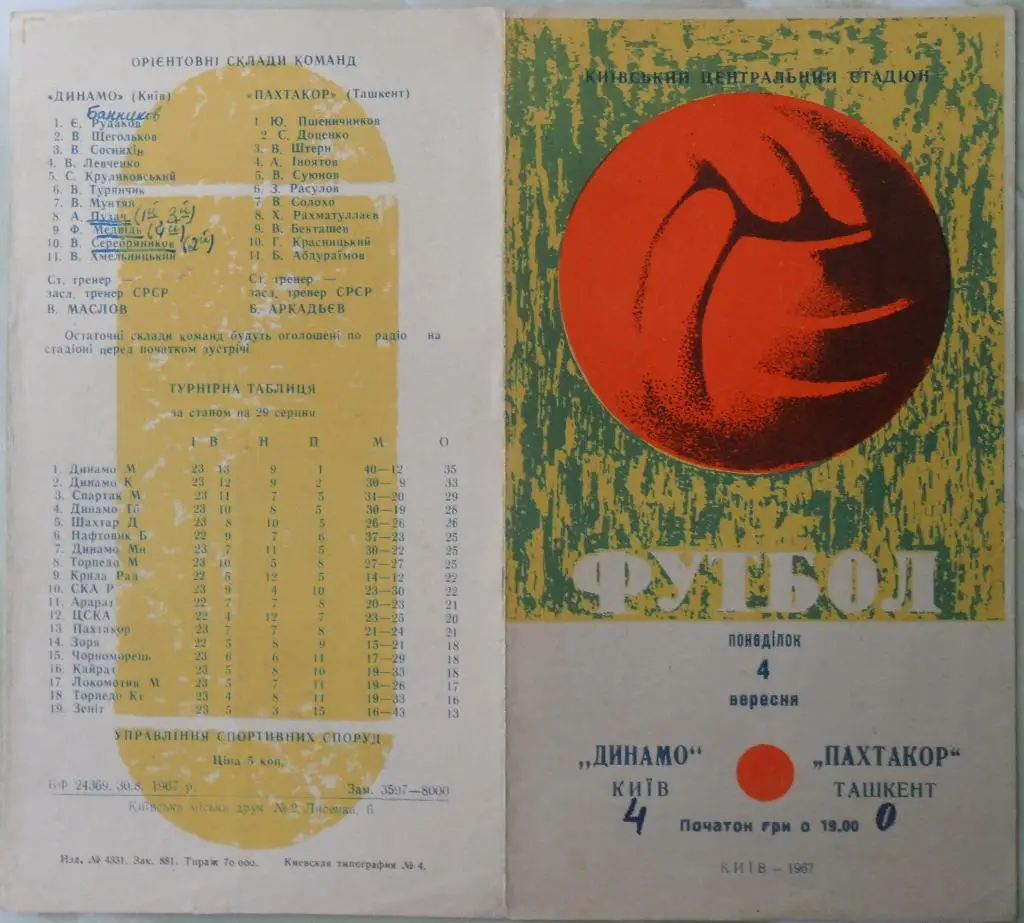 ОРІЄНТОВНІ СКЛАДИ КОМАНД
«ДИНАМО» (Київ) «ПАХТАКОР» (Ташкент)
Банников
1. Є. Рудаков 1 Ю. Пшеничников
2. В Щегольков 2 С. Доценко
3. В. Соснихін 3. В. Штерн
4. В. Левченко 4. А. Іноятов
5. С. Круликовський 5. В. Суюнов
6. В. Турянчик 6. З. Расулов
7. В. Мунтян 7. В. Солохо
8. А. Пузач (1й 3й) 8. Х. Рахматуллаєв
9 Ф. Медвідь (4й) 9. В. Бекташев
10. В. Серебряников (2й) 10. Г. Красницький
11. В. Хмельницький 11. Б. Абдураімов
Ст. тренер — Ст. тренер —
засл. тренер СРСР засл. тренер СРСР
В. МАСЛОВ Б. АРКАДЬЄВ
Остаточні склади команд будуть оголошені по радіо на
стадіоні перед початком зустрічі
ТУРНІРНА ТАБЛИЦЯ
за станом на 29 серпня
І В Н П М О
1. Динамо М 23 13 9 1 40—12 35
2. Динамо К 23 12 9 2 30— 9 33
3. Спартак М 23 11 7 5 31—20 29
4. Динамо Тб 23 10 8 5 30—19 28
5. Шахтар Д 23 8 10 5 26—26 26
6. Нафтовик Б 22 9 7 6 37—23 25
7. Динамо Мн 23 7 11 5 30—22 25
8. Торпедо М 23 10 5 8 27—27 25
9. Крила Рад 22 5 12 5 14—12 22
10. СКА Р 23 9 4 10 23—30 22
11. Арарат 22 7 7 8 20—23 21
12. ЦСКА 22 4 12 7 23—25 20
13 Пахтакор 23 7 7 8 21—24 21
14. Зоря 22 5 8 9 15—21 18
15. Чорноморець 23 6 6 11 17—29 18
16. Кайрат 23 5 8 10 19—33 18
17. Локомотив М 23 5 7 11 19—26 17
18 Торпедо Кт 23 4 8 11 19—33 16
19. Зеніт 23 5 3 15 16—43 13
УПРАВЛІННЯ СПОРТИВНИХ СПОРУД
Ціна 5 коп.
БФ 24369. 30.8. 1967 р. Зам. 3597—8000
Київська міська друк №2 Лисенка, 6
Изд. № 4331. Зак. 881. Тираж 70 000. Киевская типография № 4.
КИЇВСЬКИЙ ЦЕНТРАЛЬНИЙ СТАДІОН
ФУТБОЛ
понеділок
4
вересня
„ДИНАМО“ „ПАХТАКОР“
КИЇВ ТАШКЕНТ
4 Початок гри о 19.00 0
КИЇВ — 1967